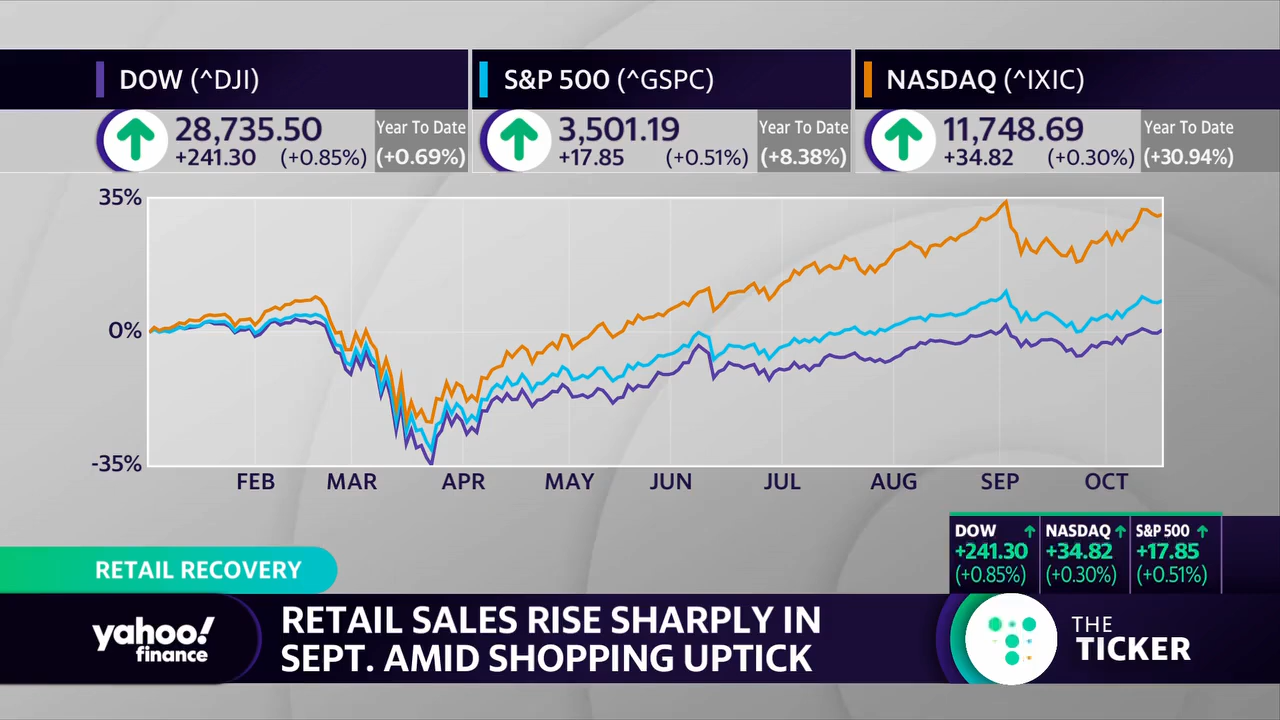 DOW (^DJI)
28,735.50
+241.30 (+0.85%)
Year To Date
(+0.69%)
S&P 500 (^GSPC)
3,501.19
+17.85 (+0.51%)
Year To Date
(+8.38%)
NASDAQ (^IXIC)
11,748.69
+34.82 (+0.30%)
Year To Date
(+30.94%)
35%
0%
-35%
FEB MAR APR MAY JUN JUL AUG SEP OCT
DOW
+241.30
(+0.85%)
NASDAQ
+34.82
(+0.30%)
S&P 500
+17.85
(+0.51%)
RETAIL RECOVERY
yahoo!
finance
RETAIL SALES RISE SHARPLY IN
SEPT. AMID SHOPPING UPTICK
THE
TICKER